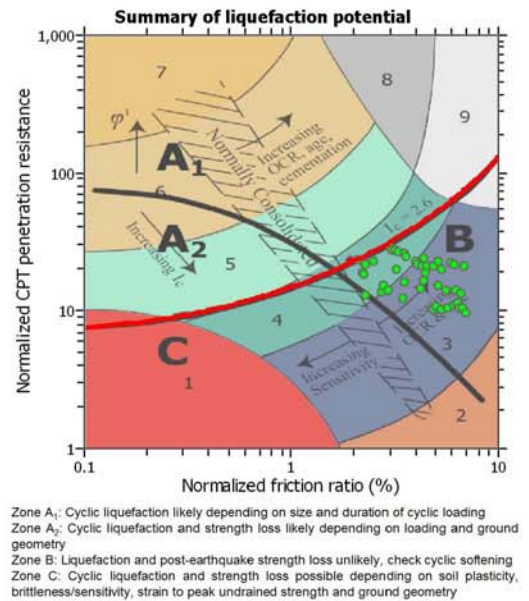 Summary of liquefaction potential
Normalized CPT penetration resistance
1,000
100
10
1
7
8
9
φ'
A1
Increasing
OCR, age,
cementation
Normally Consolidated
6
A2
Increasing Ic
5
Ic = 2.6
B
4
3
Increasing
Sensitivity
C
1
2
0.1
1
10
Normalized friction ratio (%)
Zone A1: Cyclic liquefaction likely depending on size and duration of cyclic loading
Zone A2: Cyclic liquefaction and strength loss likely depending on loading and ground
geometry
Zone B: Liquefaction and post-earthquake strength loss unlikely, check cyclic softening
Zone C: Cyclic liquefaction and strength loss possible depending on soil plasticity,
brittleness/sensitivity, strain to peak undrained strength and ground geometry